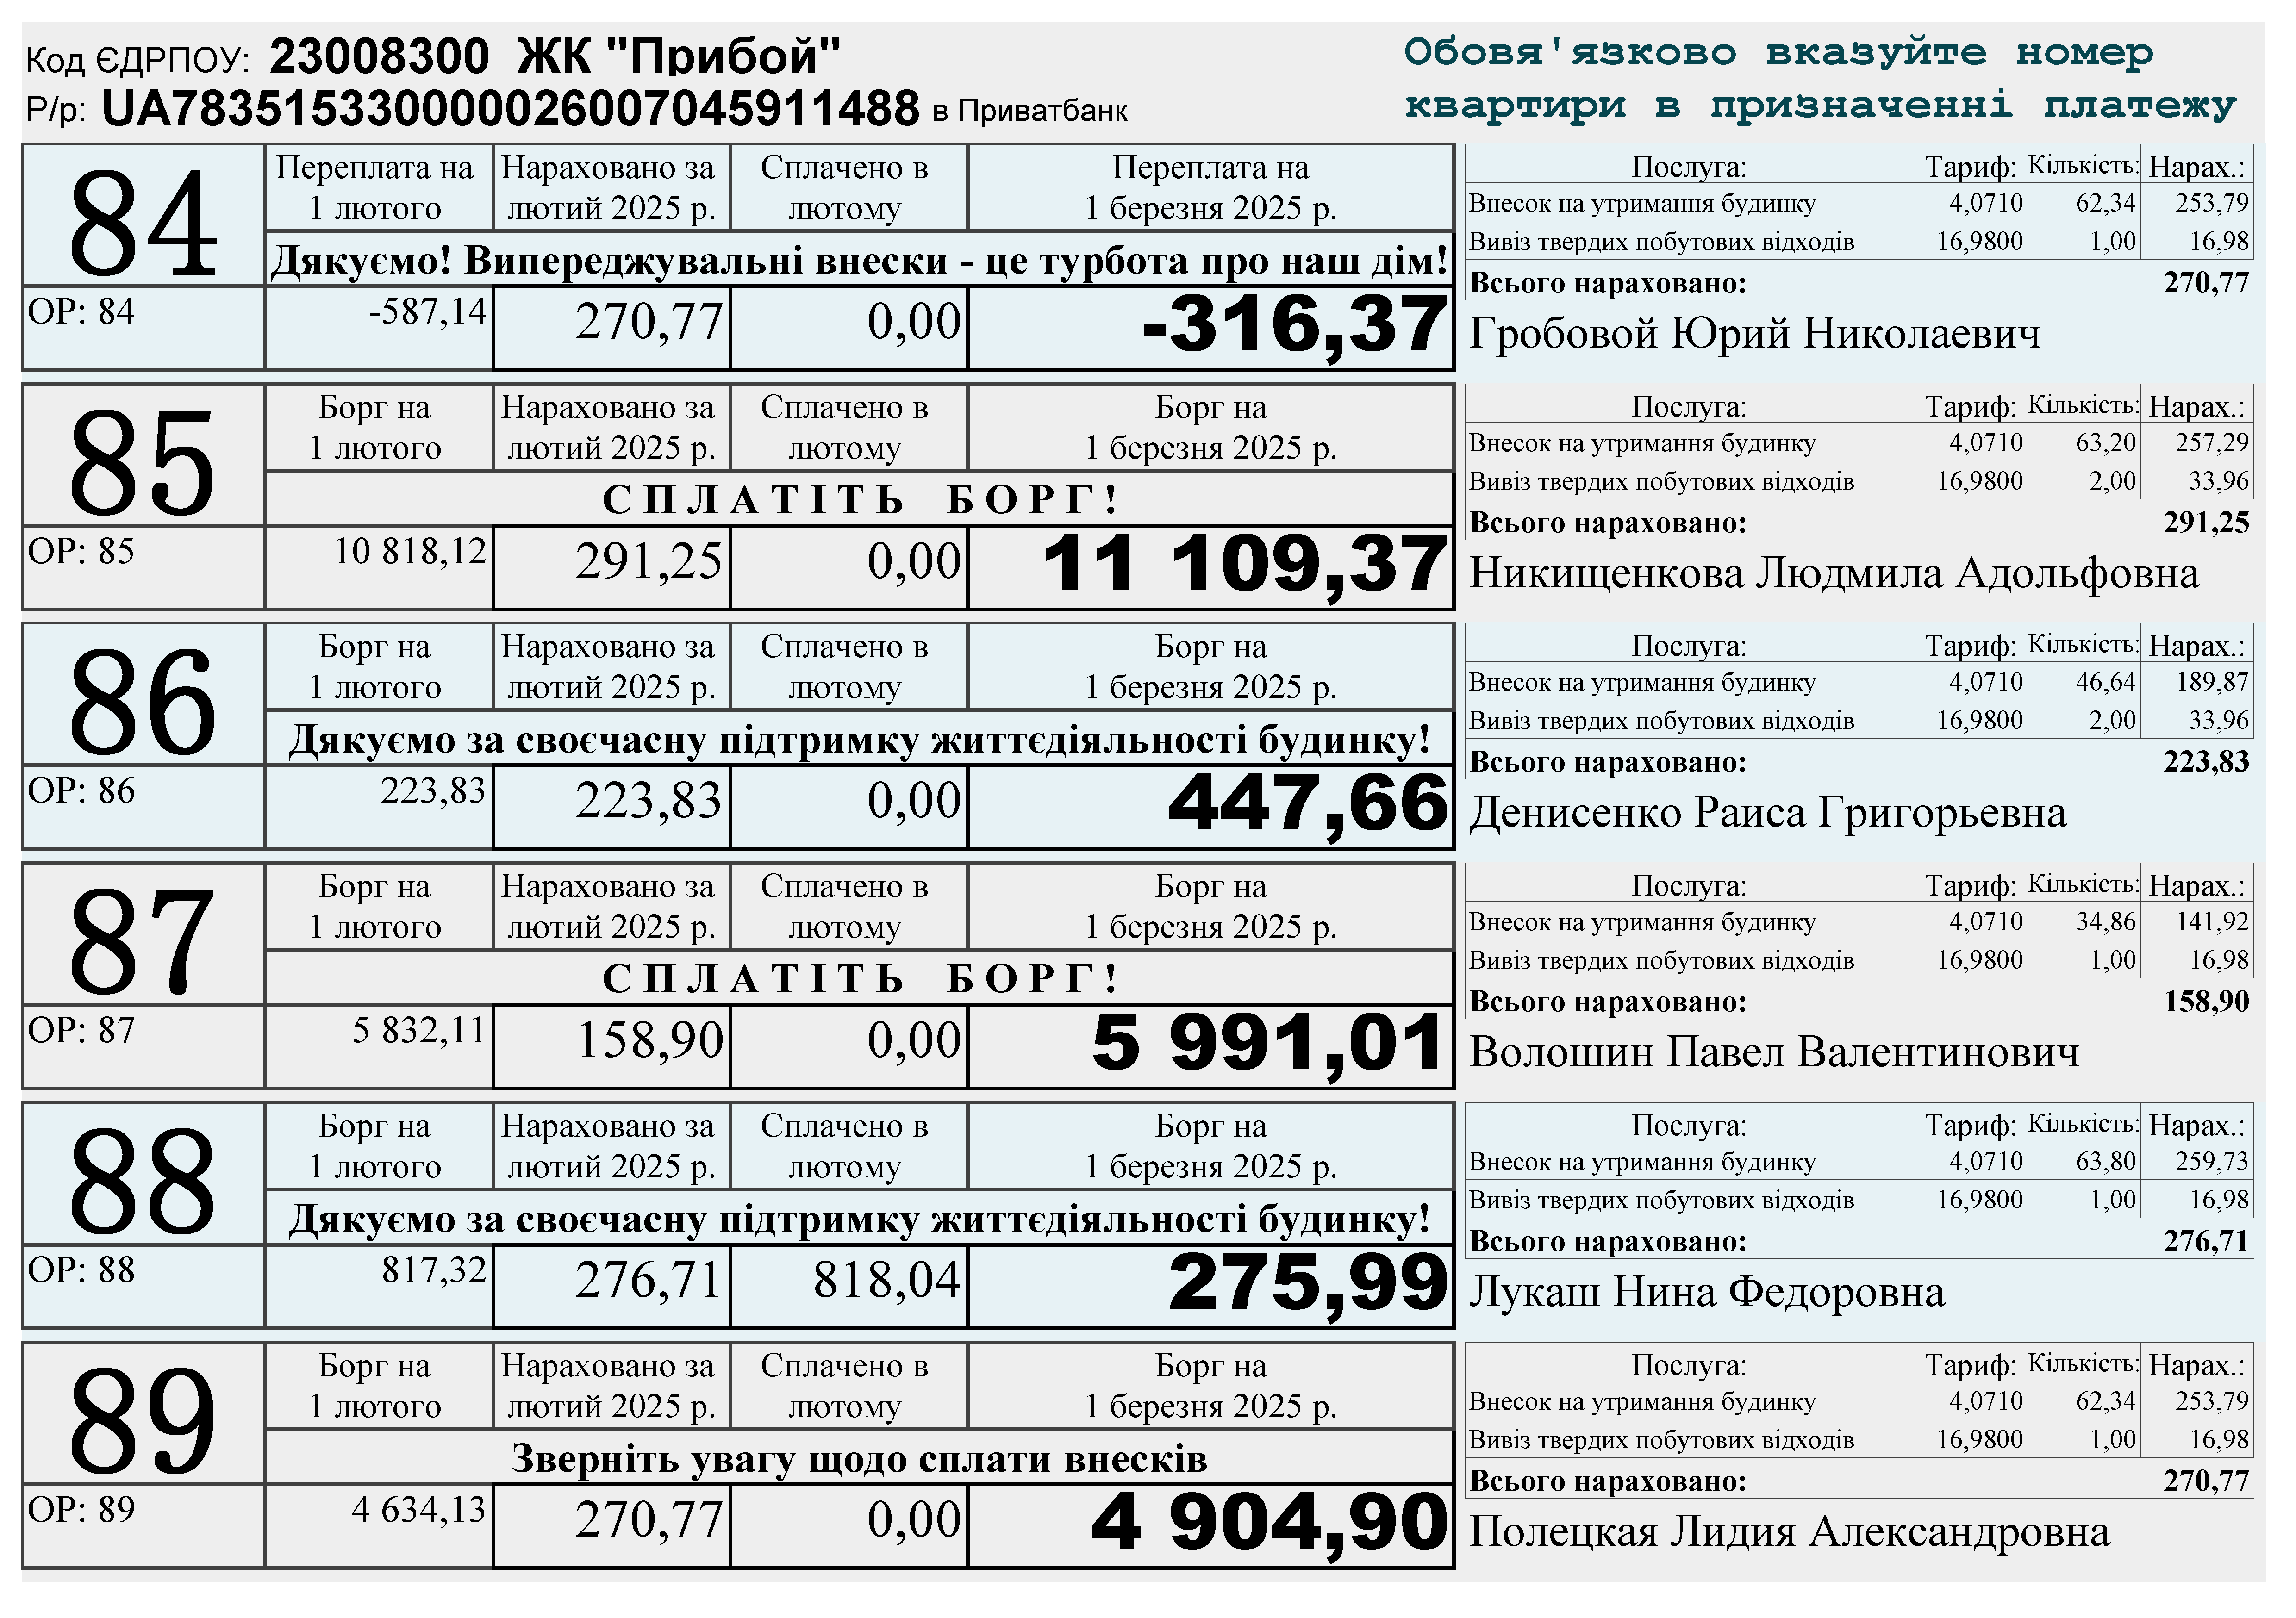 Код ЄДРПОУ: 23008300 ЖК "Прибой"
Р/р: UA783515330000026007045911488 в Приватбанк
Обовя'язково вказуйте номер
квартири в призначенні платежу
84
Переплата на 1 лютого Нараховано за лютий 2025 р. Сплачено в лютому Переплата на 1 березня 2025 р.
Дякуємо! Випереджувальні внески - це турбота про наш дім!
ОР: 84 -587,14 270,77 0,00 -316,37
Послуга: Тариф: Кількість: Нарах.:
Внесок на утримання будинку 4,0710 62,34 253,79
Вивіз твердих побутових відходів 16,9800 1,00 16,98
Всього нараховано: 270,77
Гробовой Юрий Николаевич
85
Борг на 1 лютого Нараховано за лютий 2025 р. Сплачено в лютому Борг на 1 березня 2025 р.
СПЛАТІТЬ БОРГ!
ОР: 85 10 818,12 291,25 0,00 11 109,37
Послуга: Тариф: Кількість: Нарах.:
Внесок на утримання будинку 4,0710 63,20 257,29
Вивіз твердих побутових відходів 16,9800 2,00 33,96
Всього нараховано: 291,25
Никищенкова Людмила Адольфовна
86
Борг на 1 лютого Нараховано за лютий 2025 р. Сплачено в лютому Борг на 1 березня 2025 р.
Дякуємо за своєчасну підтримку життєдіяльності будинку!
ОР: 86 223,83 223,83 0,00 447,66
Послуга: Тариф: Кількість: Нарах.:
Внесок на утримання будинку 4,0710 46,64 189,87
Вивіз твердих побутових відходів 16,9800 2,00 33,96
Всього нараховано: 223,83
Денисенко Раиса Григорьевна
87
Борг на 1 лютого Нараховано за лютий 2025 р. Сплачено в лютому Борг на 1 березня 2025 р.
СПЛАТІТЬ БОРГ!
ОР: 87 5 832,11 158,90 0,00 5 991,01
Послуга: Тариф: Кількість: Нарах.:
Внесок на утримання будинку 4,0710 34,86 141,92
Вивіз твердих побутових відходів 16,9800 1,00 16,98
Всього нараховано: 158,90
Волошин Павел Валентинович
88
Борг на 1 лютого Нараховано за лютий 2025 р. Сплачено в лютому Борг на 1 березня 2025 р.
Дякуємо за своєчасну підтримку життєдіяльності будинку!
ОР: 88 817,32 276,71 818,04 275,99
Послуга: Тариф: Кількість: Нарах.:
Внесок на утримання будинку 4,0710 63,80 259,73
Вивіз твердих побутових відходів 16,9800 1,00 16,98
Всього нараховано: 276,71
Лукаш Нина Федоровна
89
Борг на 1 лютого Нараховано за лютий 2025 р. Сплачено в лютому Борг на 1 березня 2025 р.
Зверніть увагу щодо сплати внесків
ОР: 89 4 634,13 270,77 0,00 4 904,90
Послуга: Тариф: Кількість: Нарах.:
Внесок на утримання будинку 4,0710 62,34 253,79
Вивіз твердих побутових відходів 16,9800 1,00 16,98
Всього нараховано: 270,77
Полецкая Лидия Александровна